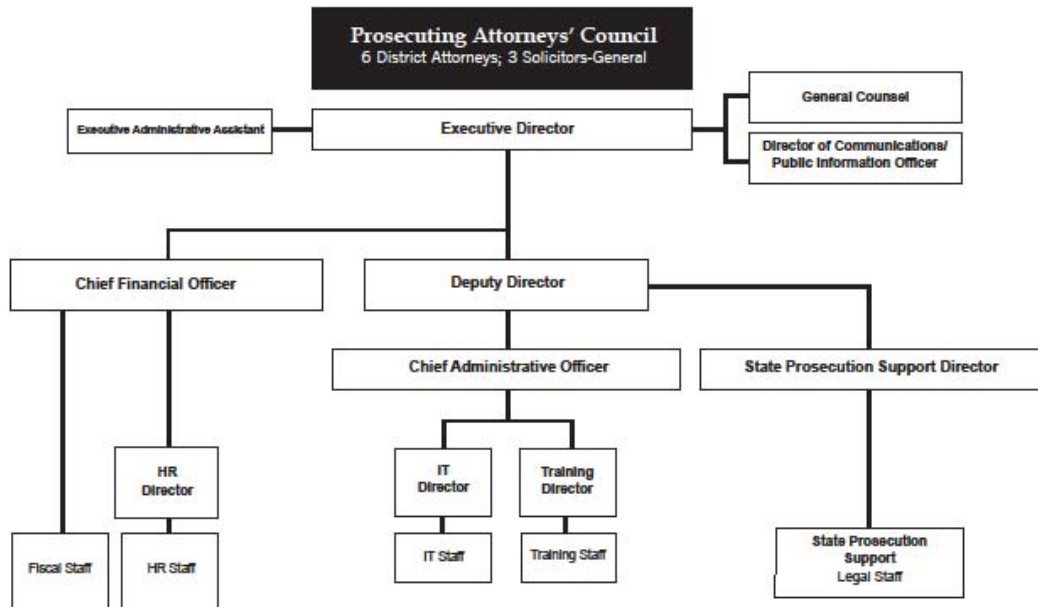 Prosecuting Attorneys' Council
6 District Attorneys; 3 Solicitors-General
Executive Administrative Assistant
Executive Director
General Counsel
Director of Communications/
Public Information Officer
Chief Financial Officer
Deputy Director
Chief Administrative Officer
State Prosecution Support Director
HR
Director
IT
Director
Training
Director
Fiscal Staff
HR Staff
IT Staff
Training Staff
State Prosecution
Support
Legal Staff